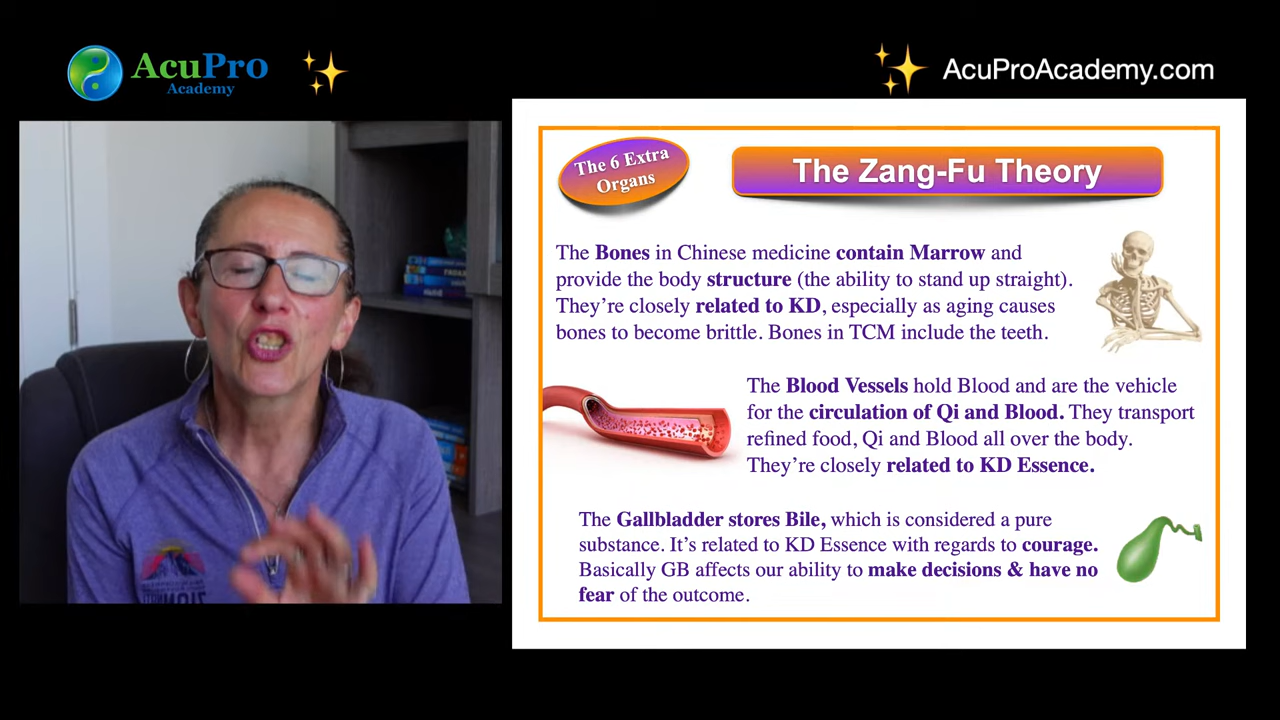 AcuPro
Academy
AcuProAcademy.com
The 6 Extra
Organs
The Zang-Fu Theory
The Bones in Chinese medicine contain Marrow and
provide the body structure (the ability to stand up straight).
They’re closely related to KD, especially as aging causes
bones to become brittle. Bones in TCM include the teeth.
The Blood Vessels hold Blood and are the vehicle
for the circulation of Qi and Blood. They transport
refined food, Qi and Blood all over the body.
They’re closely related to KD Essence.
The Gallbladder stores Bile, which is considered a pure
substance. It’s related to KD Essence with regards to courage.
Basically GB affects our ability to make decisions & have no
fear of the outcome.